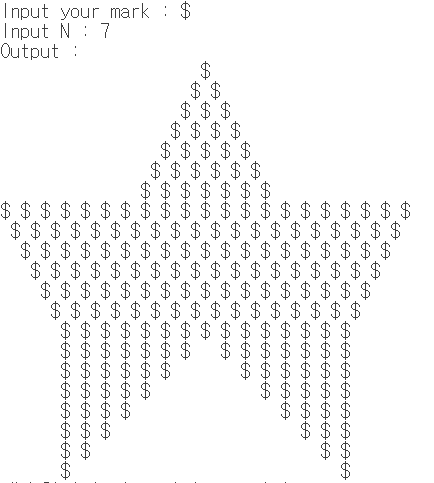 Input your mark : $
Input N : 7
Output :
                    $
                   $ $
                  $ $ $
                 $ $ $ $
                $ $ $ $ $
               $ $ $ $ $ $
              $ $ $ $ $ $ $
$ $ $ $ $ $ $ $ $ $ $ $ $ $ $ $ $ $ $ $ $
 $ $ $ $ $ $ $ $ $ $ $ $ $ $ $ $ $ $ $ $
  $ $ $ $ $ $ $ $ $ $ $ $ $ $ $ $ $ $ $
   $ $ $ $ $ $ $ $ $ $ $ $ $ $ $ $ $ $
    $ $ $ $ $ $ $ $ $ $ $ $ $ $ $ $ $
     $ $ $ $ $ $ $ $ $ $ $ $ $ $ $ $
      $ $ $ $ $ $ $ $ $ $ $ $ $ $ $
      $ $ $ $ $ $ $   $ $ $ $ $ $ $
      $ $ $ $ $ $       $ $ $ $ $ $
      $ $ $ $ $           $ $ $ $ $
      $ $ $ $               $ $ $ $
      $ $ $                   $ $ $
      $ $                       $ $
      $                           $